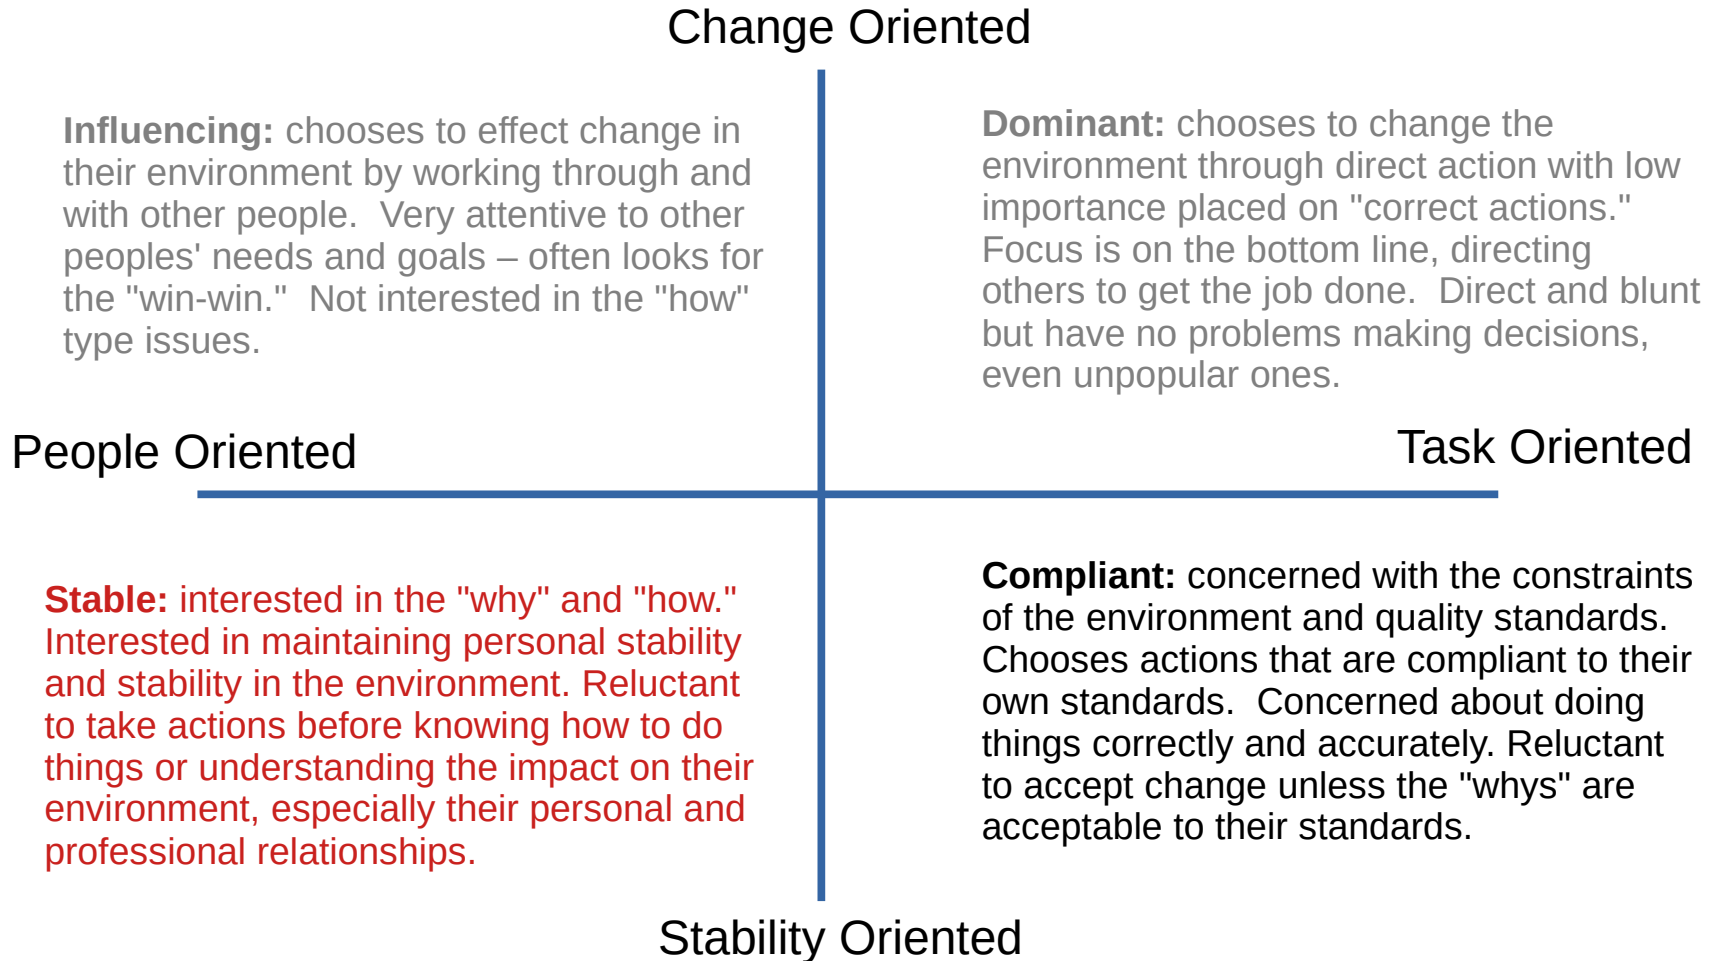 Change Oriented
Influencing: chooses to effect change in
their environment by working through and
with other people.  Very attentive to other
peoples' needs and goals – often looks for
the "win-win."  Not interested in the "how"
type issues.
Dominant: chooses to change the
environment through direct action with low
importance placed on "correct actions."
Focus is on the bottom line, directing
others to get the job done.  Direct and blunt
but have no problems making decisions,
even unpopular ones.
People Oriented
Task Oriented
Stable: interested in the "why" and "how."
Interested in maintaining personal stability
and stability in the environment. Reluctant
to take actions before knowing how to do
things or understanding the impact on their
environment, especially their personal and
professional relationships.
Compliant: concerned with the constraints
of the environment and quality standards.
Chooses actions that are compliant to their
own standards.  Concerned about doing
things correctly and accurately. Reluctant
to accept change unless the "whys" are
acceptable to their standards.
Stability Oriented